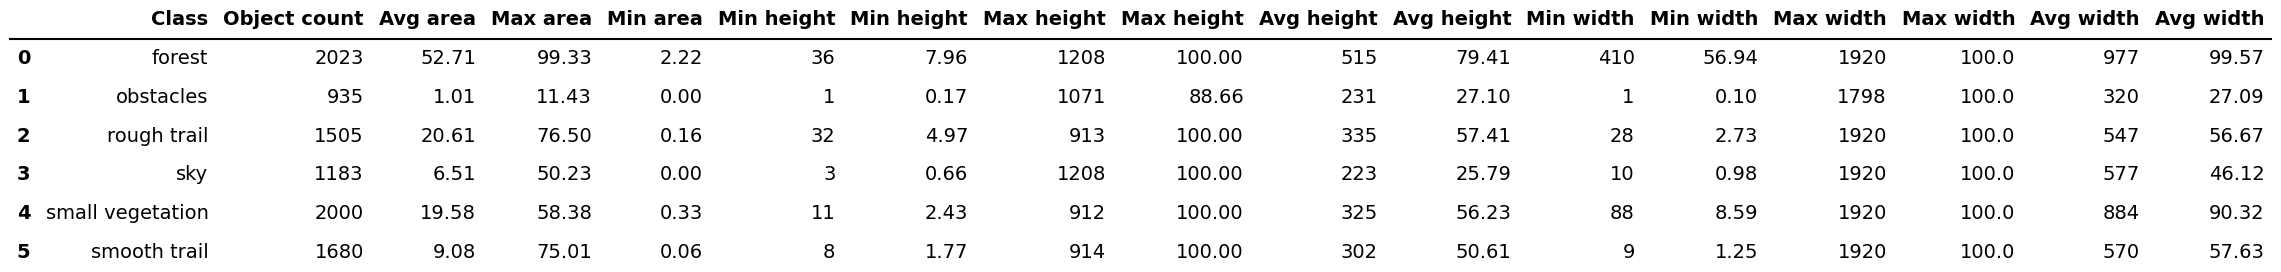 Class Object count Avg area Max area Min area Min height Min height Max height Max height Avg height Avg height Min width Min width Max width Max width Avg width Avg width
0 forest 2023 52.71 99.33 2.22 36 7.96 1208 100.00 515 79.41 410 56.94 1920 100.0 977 99.57
1 obstacles 935 1.01 11.43 0.00 1 0.17 1071 88.66 231 27.10 1 0.10 1798 100.0 320 27.09
2 rough trail 1505 20.61 76.50 0.16 32 4.97 913 100.00 335 57.41 28 2.73 1920 100.0 547 56.67
3 sky 1183 6.51 50.23 0.00 3 0.66 1208 100.00 223 25.79 10 0.98 1920 100.0 577 46.12
4 small vegetation 2000 19.58 58.38 0.33 11 2.43 912 100.00 325 56.23 88 8.59 1920 100.0 884 90.32
5 smooth trail 1680 9.08 75.01 0.06 8 1.77 914 100.00 302 50.61 9 1.25 1920 100.0 570 57.63